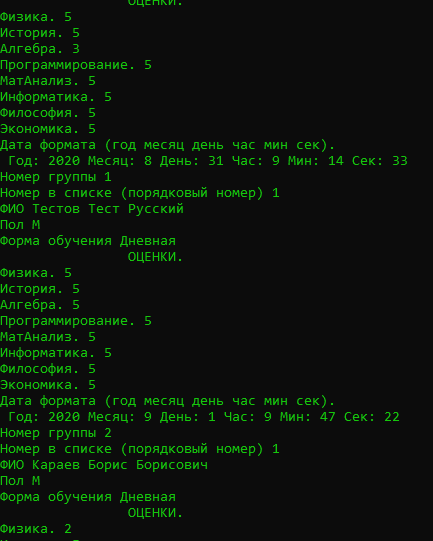 ОЦЕНКИ.
Физика. 5
История. 5
Алгебра. 3
Программирование. 5
МатАнализ. 5
Информатика. 5
Философия. 5
Экономика. 5
Дата формата (год месяц день час мин сек).
Год: 2020 Месяц: 8 День: 31 Час: 9 Мин: 14 Сек: 33
Номер группы 1
Номер в списке (порядковый номер) 1
ФИО Тестов Тест Русский
Пол М
Форма обучения Дневная
ОЦЕНКИ.
Физика. 5
История. 5
Алгебра. 5
Программирование. 5
МатАнализ. 5
Информатика. 5
Философия. 5
Экономика. 5
Дата формата (год месяц день час мин сек).
Год: 2020 Месяц: 9 День: 1 Час: 9 Мин: 47 Сек: 22
Номер группы 2
Номер в списке (порядковый номер) 1
ФИО Караев Борис Борисович
Пол М
Форма обучения Дневная
ОЦЕНКИ.
Физика. 2